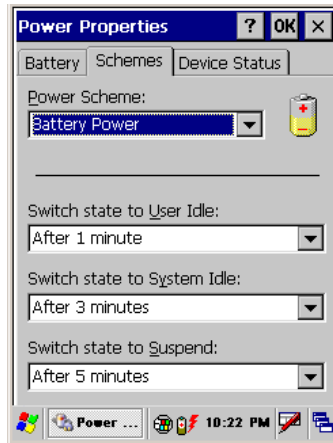 Power Properties ? OK ×
Battery Schemes Device Status
Power Scheme:
Battery Power
Switch state to User Idle:
After 1 minute
Switch state to System Idle:
After 3 minutes
Switch state to Suspend:
After 5 minutes
Power ... 10:22 PM